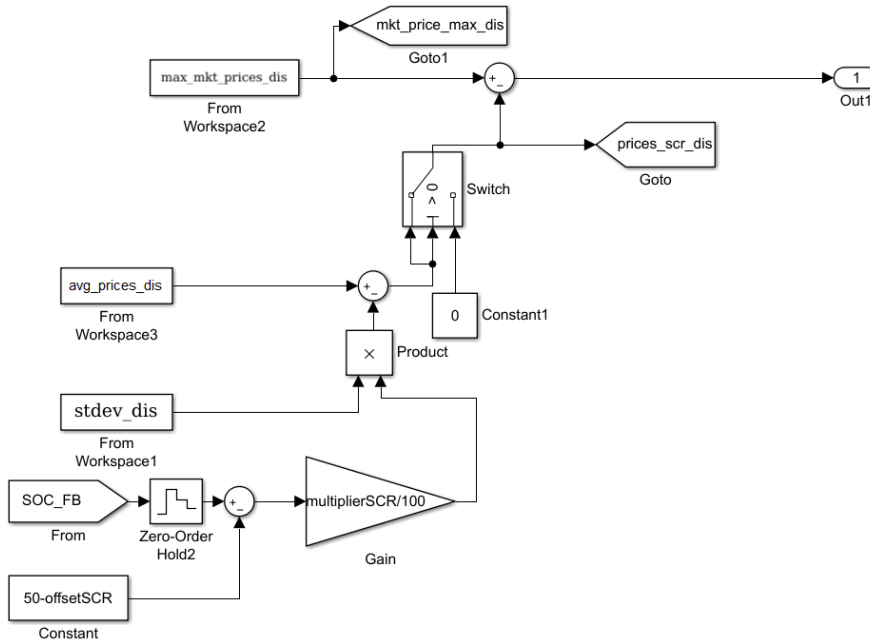 mkt_price_max_dis
Goto1
max_mkt_prices_dis
From
Workspace2
+
-
1
Out1
prices_scr_dis
Goto
> 0
Switch
avg_prices_dis
From
Workspace3
+
-
0
Constant1
×
Product
stdev_dis
From
Workspace1
SOC_FB
From
Zero-Order
Hold2
+
-
multiplierSCR/100
Gain
50-offsetSCR
Constant